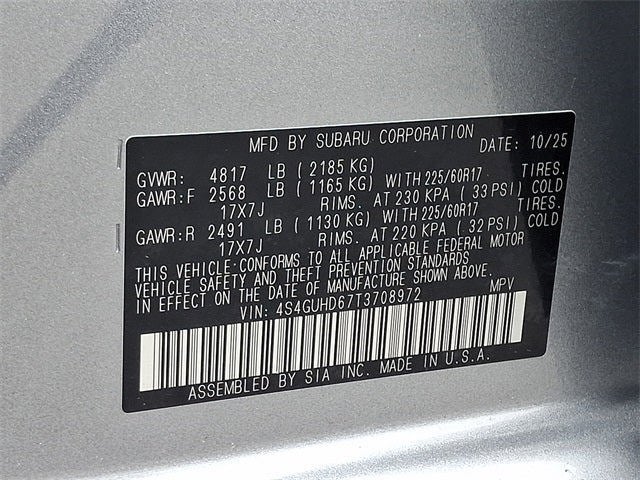 MFD BY SUBARU CORPORATION DATE: 10/25
GVWR: 4817 LB (2185 KG)
GAWR:F 2568 LB (1165 KG) WITH 225/60R17 TIRES.
17X7J RIMS. AT 230 KPA (33 PSI) COLD
GAWR:R 2491 LB (1130 KG) WITH 225/60R17 TIRES.
17X7J RIMS. AT 220 KPA (32 PSI) COLD
THIS VEHICLE CONFORMS TO ALL APPLICABLE FEDERAL MOTOR
VEHICLE SAFETY AND THEFT PREVENTION STANDARDS
IN EFFECT ON THE DATE OF MANUFACTURE SHOWN ABOVE.
VIN: 4S4GUHD67T3708972 MPV
ASSEMBLED BY SIA INC. MADE IN U.S.A.